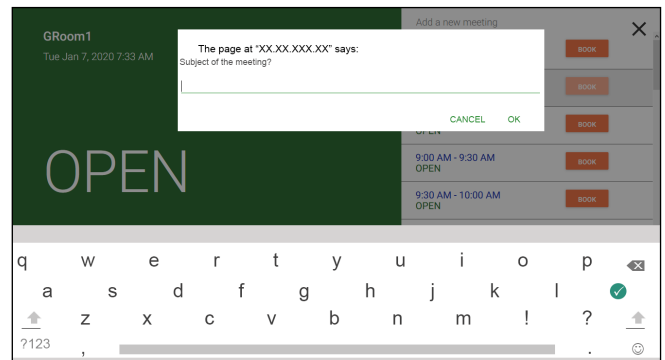 Add a new meeting
GRoom1
Tue Jan 7, 2020 7:33 AM
The page at “XX.XX.XXX.XX” says:
Subject of the meeting?
CANCEL OK
BOOK
BOOK
BOOK
OPEN
OPEN
9:00 AM - 9:30 AM
OPEN
BOOK
9:30 AM - 10:00 AM
OPEN
BOOK
q w e r t y u i o p
a s d f g h j k l
z x c v b n m ! ?
?123 , .